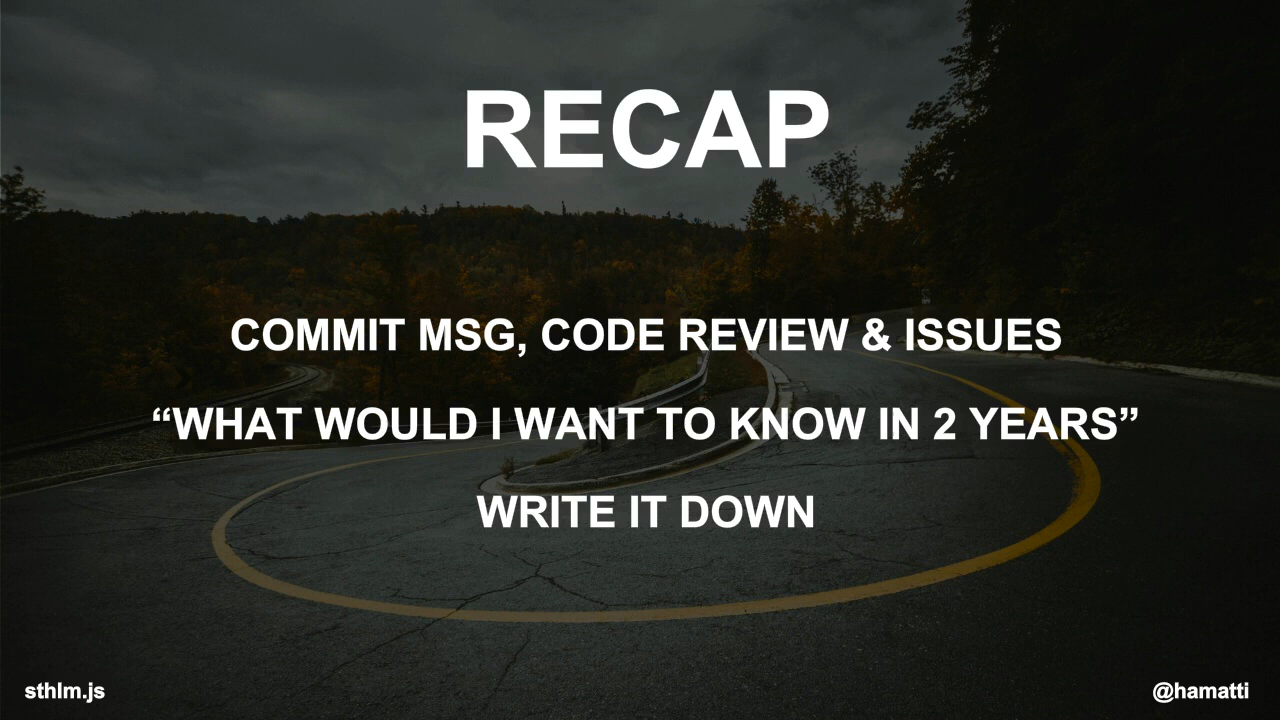 RECAP
COMMIT MSG, CODE REVIEW & ISSUES
“WHAT WOULD I WANT TO KNOW IN 2 YEARS”
WRITE IT DOWN
sthlm.js
@hamatti